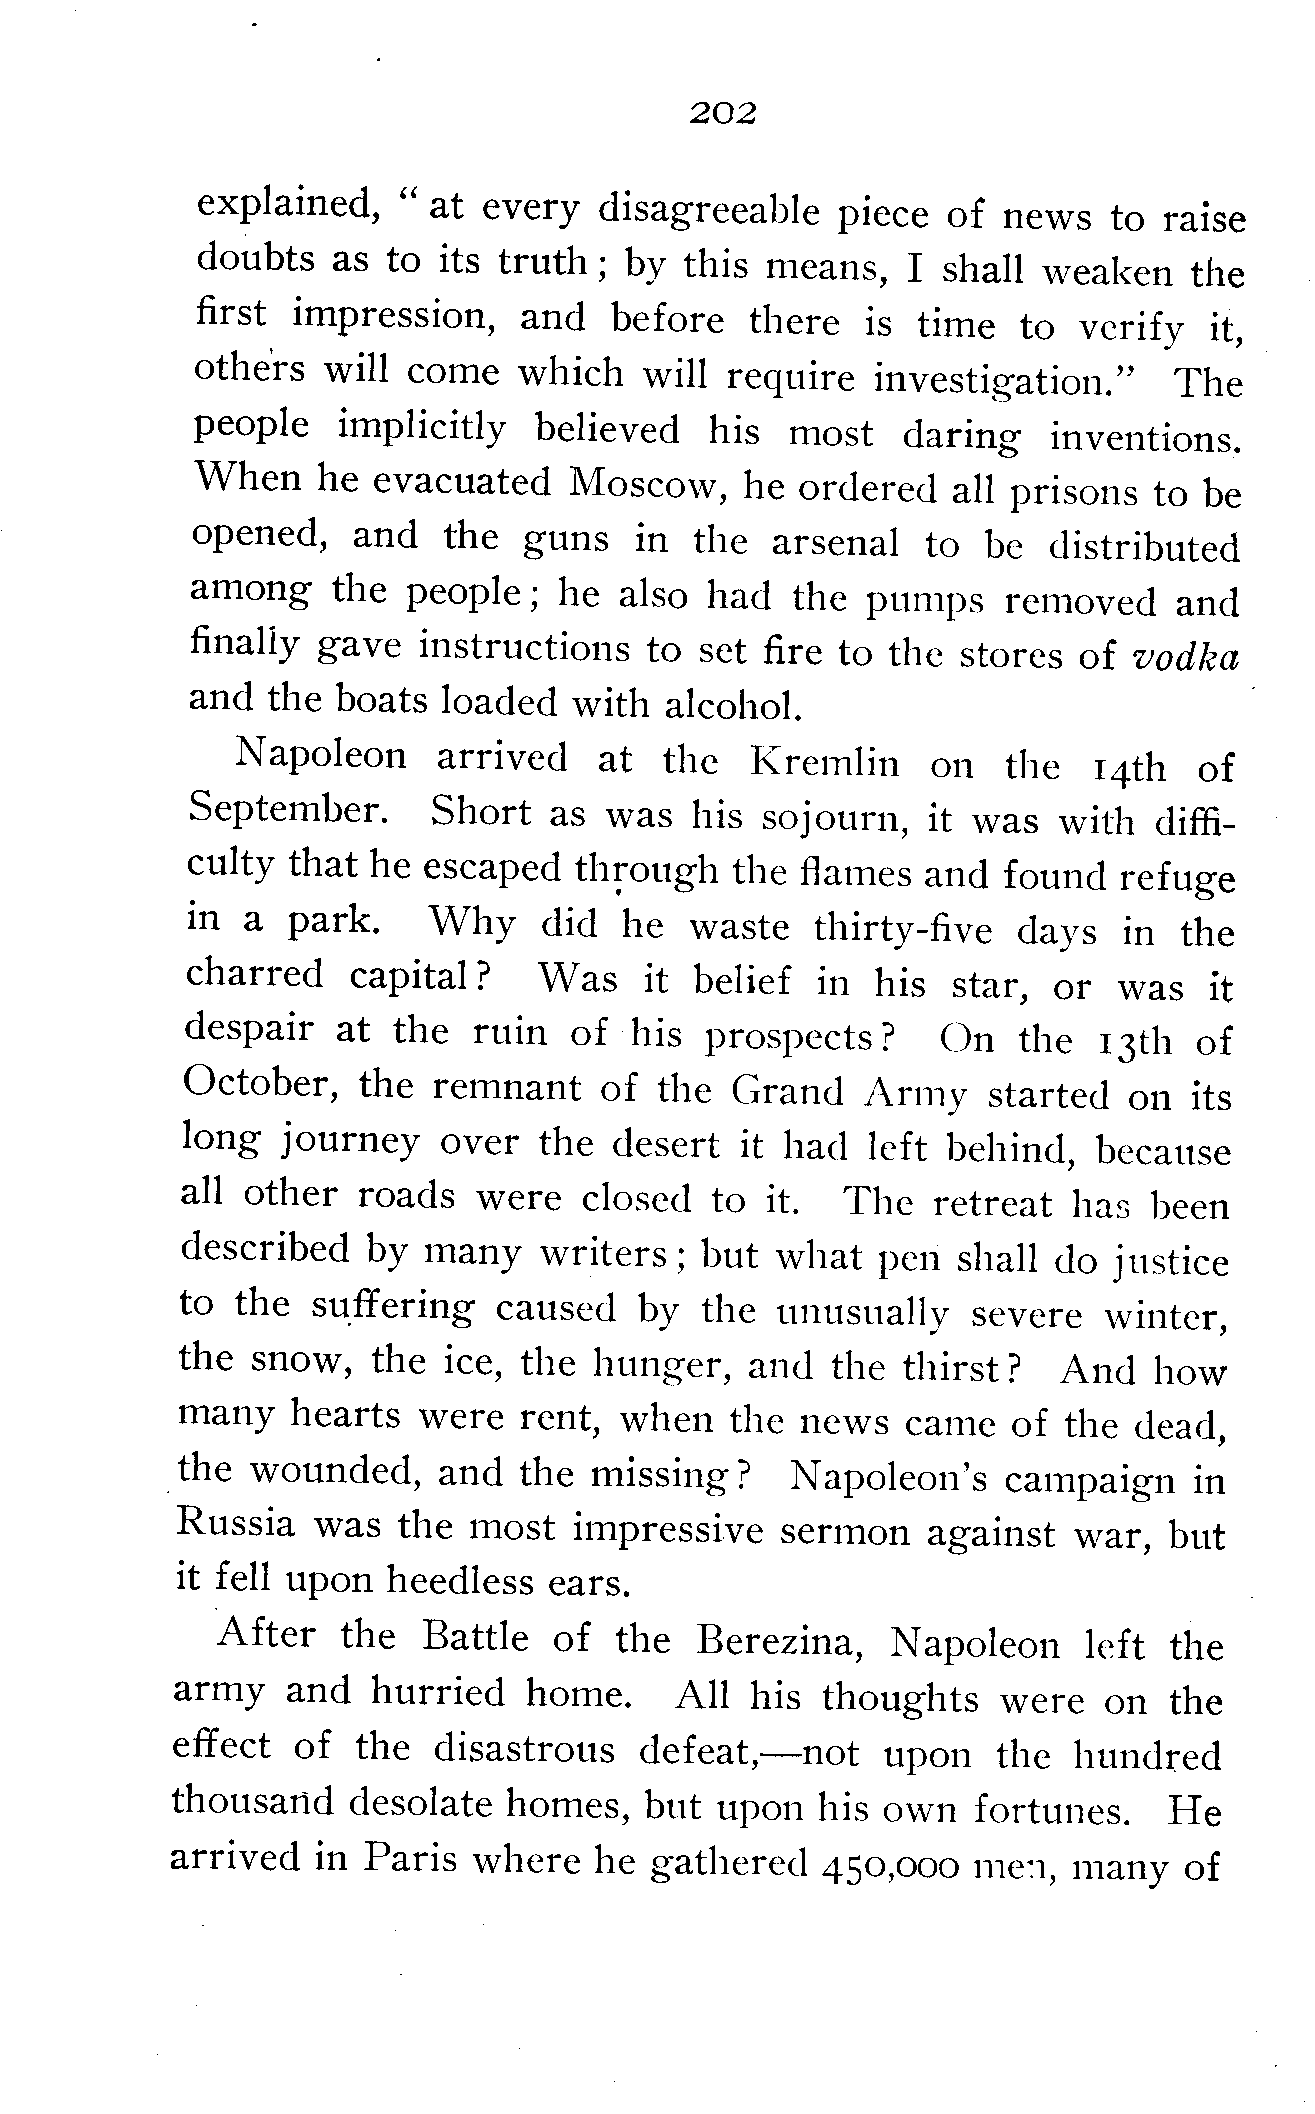 202
explained, “ at every disagreeable piece of news to raise
doubts as to its truth ; by this means, I shall weaken the
first impression, and before there is time to verify it,
others will come which will require investigation.” The
people implicitly believed his most daring inventions.
When he evacuated Moscow, he ordered all prisons to be
opened, and the guns in the arsenal to be distributed
among the people ; he also had the pumps removed and
finally gave instructions to set fire to the stores of vodka
and the boats loaded with alcohol.
Napoleon arrived at the Kremlin on the 14th of
September. Short as was his sojourn, it was with diffi-
culty that he escaped through the flames and found refuge
in a park. Why did he waste thirty-five days in the
charred capital ? Was it belief in his star, or was it
despair at the ruin of his prospects ? On the 13th of
October, the remnant of the Grand Army started on its
long journey over the desert it had left behind, because
all other roads were closed to it. The retreat has been
described by many writers ; but what pen shall do justice
to the suffering caused by the unusually severe winter,
the snow, the ice, the hunger, and the thirst ? And how
many hearts were rent, when the news came of the dead,
the wounded, and the missing ? Napoleon’s campaign in
Russia was the most impressive sermon against war, but
it fell upon heedless ears.
After the Battle of the Berezina, Napoleon left the
army and hurried home. All his thoughts were on the
effect of the disastrous defeat,—not upon the hundred
thousand desolate homes, but upon his own fortunes. He
arrived in Paris where he gathered 450,000 men, many of